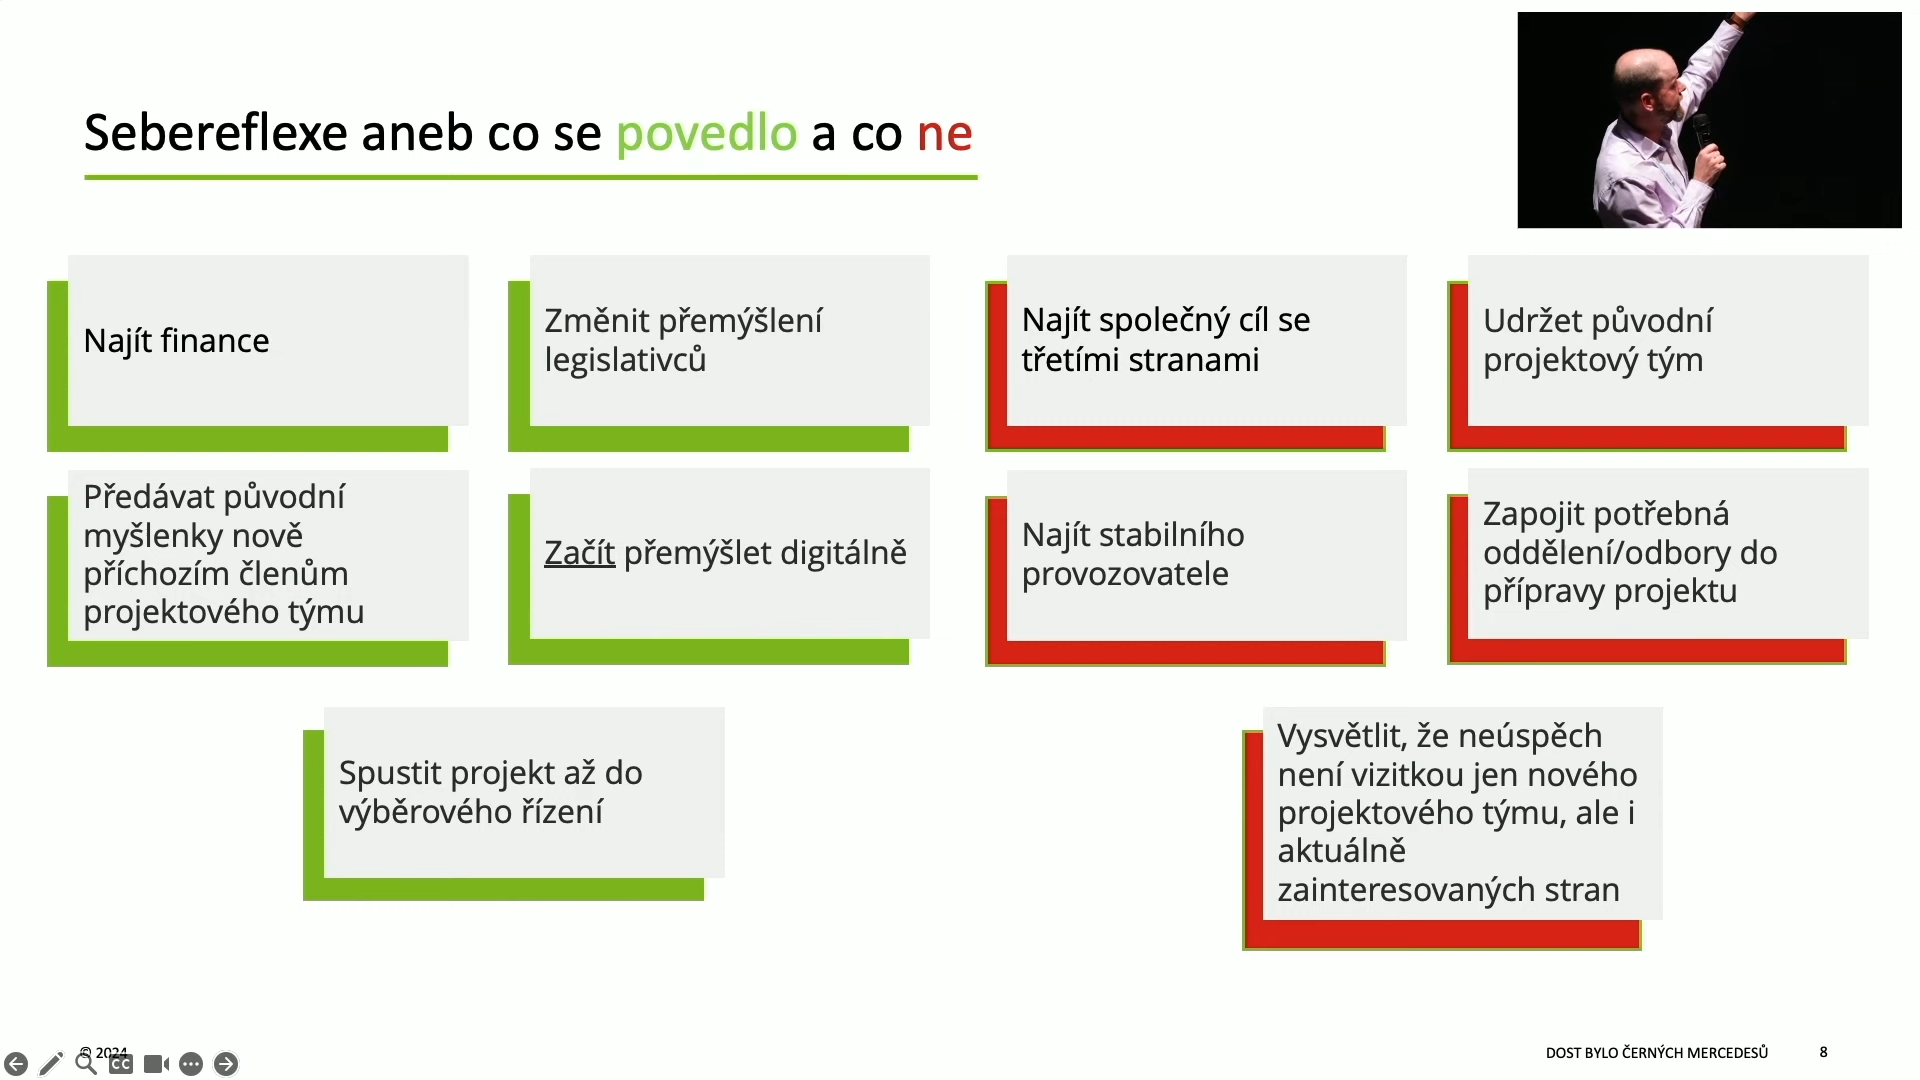 Sebereflexe aneb co se povedlo a co ne
Najít finance
Změnit přemýšlení
legislativců
Najít společný cíl se
třetími stranami
Udržet původní
projektový tým
Předávat původní
myšlenky nově
příchozím členům
projektového týmu
Začít přemýšlet digitálně
Najít stabilního
provozovatele
Zapojit potřebná
oddělení/odbory do
přípravy projektu
Spustit projekt až do
výběrového řízení
Vysvětlit, že neúspěch
není vizitkou jen nového
projektového týmu, ale i
aktuálně
zainteresovaných stran
© 2024
CC
DOST BYLO ČERNÝCH MERCEDESŮ
8